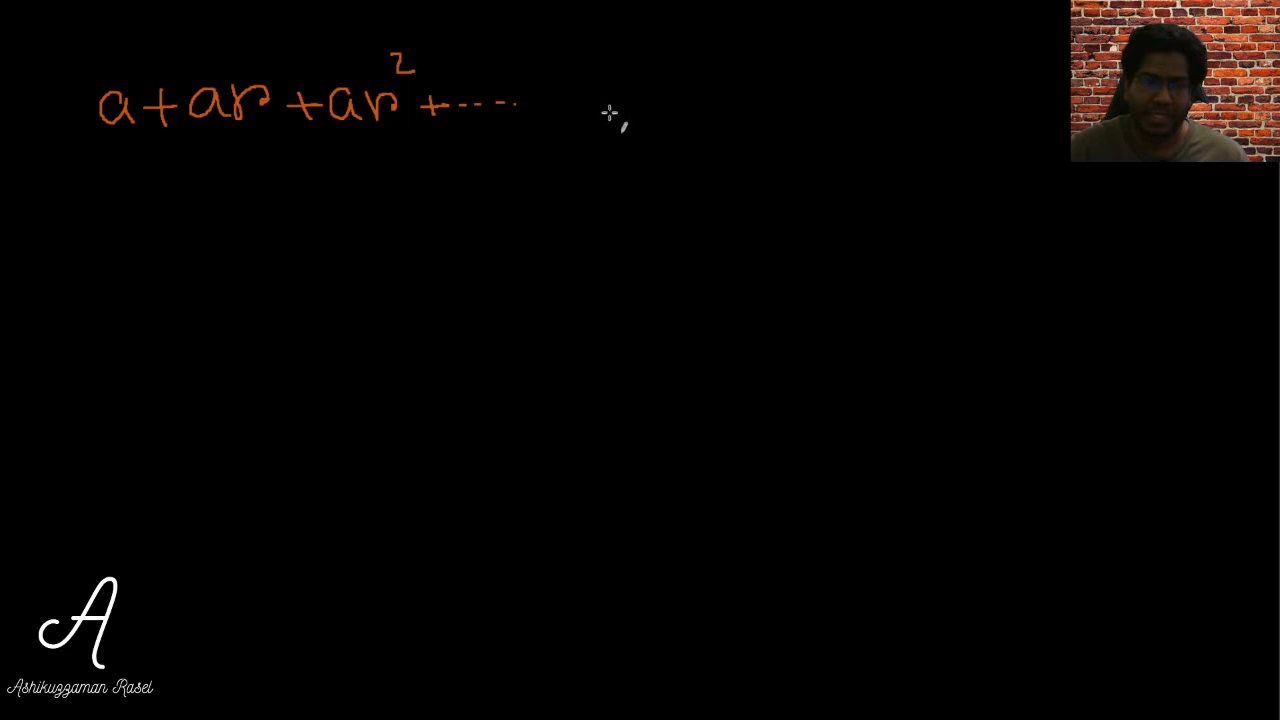 a + ar + ar² + ----
A
Ashikuzzaman Rasel